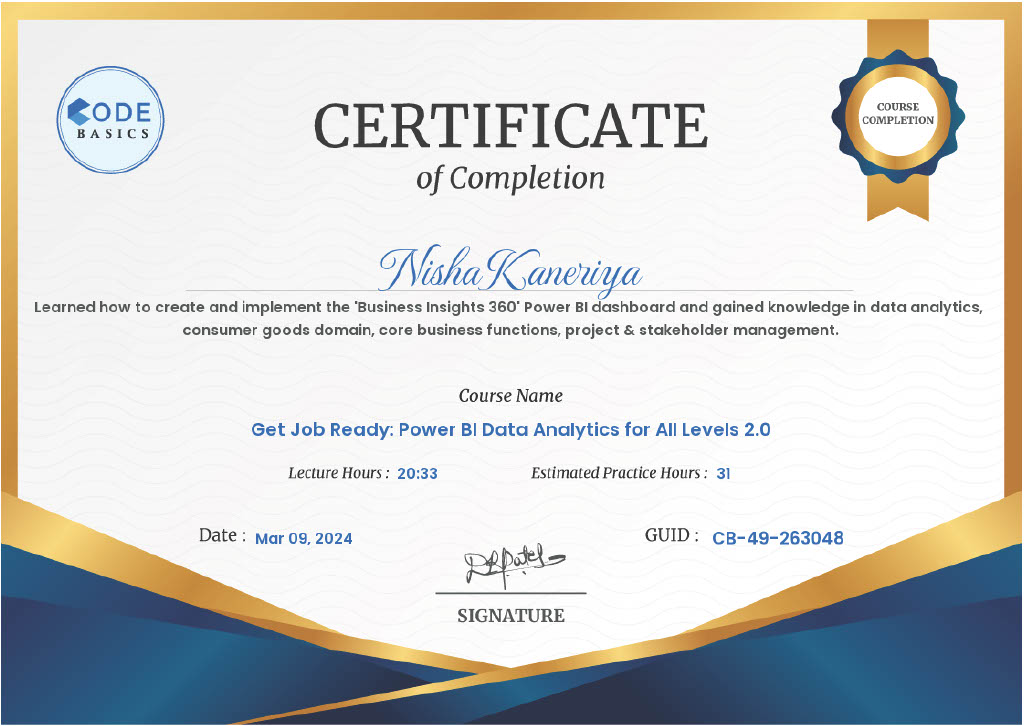 CODE
BASICS
COURSE
COMPLETION
CERTIFICATE
of Completion
Nisha Kaneriya
Learned how to create and implement the 'Business Insights 360' Power BI dashboard and gained knowledge in data analytics,
consumer goods domain, core business functions, project & stakeholder management.
Course Name
Get Job Ready: Power BI Data Analytics for All Levels 2.0
Lecture Hours : 20:33 Estimated Practice Hours : 31
Date : Mar 09, 2024 GUID : CB-49-263048
SIGNATURE